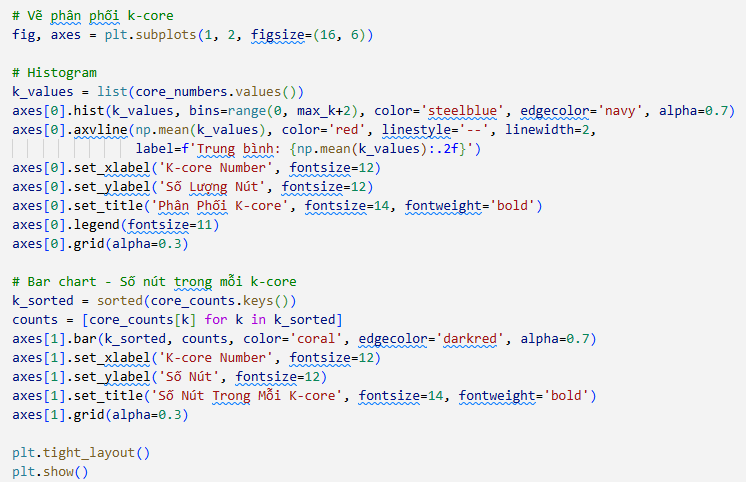 # Vẽ phân phối k-core
fig, axes = plt.subplots(1, 2, figsize=(16, 6))
# Histogram
k_values = list(core_numbers.values())
axes[0].hist(k_values, bins=range(0, max_k+2), color='steelblue', edgecolor='navy', alpha=0.7)
axes[0].axvline(np.mean(k_values), color='red', linestyle='--', linewidth=2,
label=f'Trung bình: {np.mean(k_values):.2f}')
axes[0].set_xlabel('K-core Number', fontsize=12)
axes[0].set_ylabel('Số Lượng Nút', fontsize=12)
axes[0].set_title('Phân Phối K-core', fontsize=14, fontweight='bold')
axes[0].legend(fontsize=11)
axes[0].grid(alpha=0.3)
# Bar chart - Số nút trong mỗi k-core
k_sorted = sorted(core_counts.keys())
counts = [core_counts[k] for k in k_sorted]
axes[1].bar(k_sorted, counts, color='coral', edgecolor='darkred', alpha=0.7)
axes[1].set_xlabel('K-core Number', fontsize=12)
axes[1].set_ylabel('Số Nút', fontsize=12)
axes[1].set_title('Số Nút Trong Mỗi K-core', fontsize=14, fontweight='bold')
axes[1].grid(alpha=0.3)
plt.tight_layout()
plt.show()